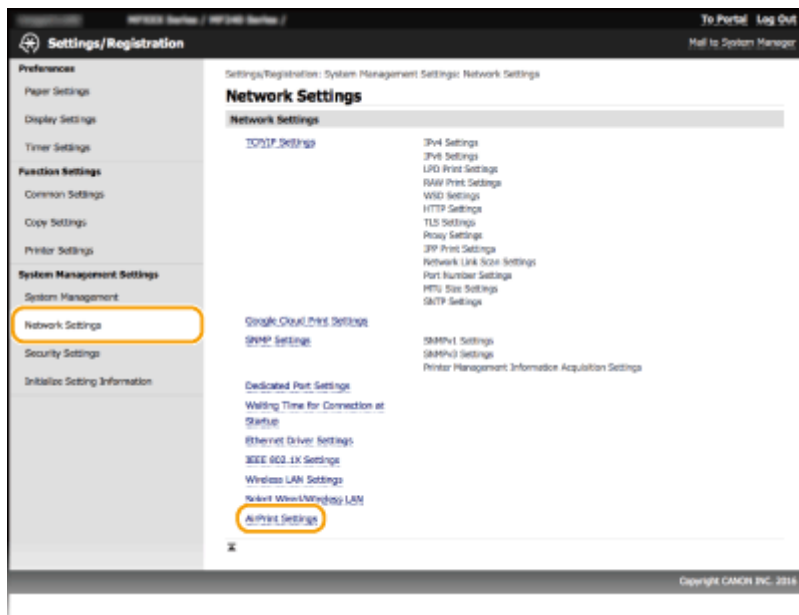 To Portal Log Out
Settings/Registration
Mail to System Manager
Preferences
Paper Settings
Display Settings
Timer Settings
Function Settings
Common Settings
Copy Settings
Printer Settings
System Management Settings
System Management
Network Settings
Security Settings
Initialize Setting Information
Settings/Registration: System Management Settings: Network Settings
Network Settings
Network Settings
TCP/IP Settings
IPv4 Settings
IPv6 Settings
LPD Print Settings
RAW Print Settings
WSD Settings
HTTP Settings
TLS Settings
Proxy Settings
IPP Print Settings
Network Link Scan Settings
Port Number Settings
MTU Size Settings
SNTP Settings
Google Cloud Print Settings
SNMP Settings
SNMPv1 Settings
SNMPv3 Settings
Printer Management Information Acquisition Settings
Dedicated Port Settings
Waiting Time for Connection at
Startup
Ethernet Driver Settings
IEEE 802.1X Settings
Wireless LAN Settings
Select Wired/Wireless LAN
AirPrint Settings
Copyright CANON INC. 2016